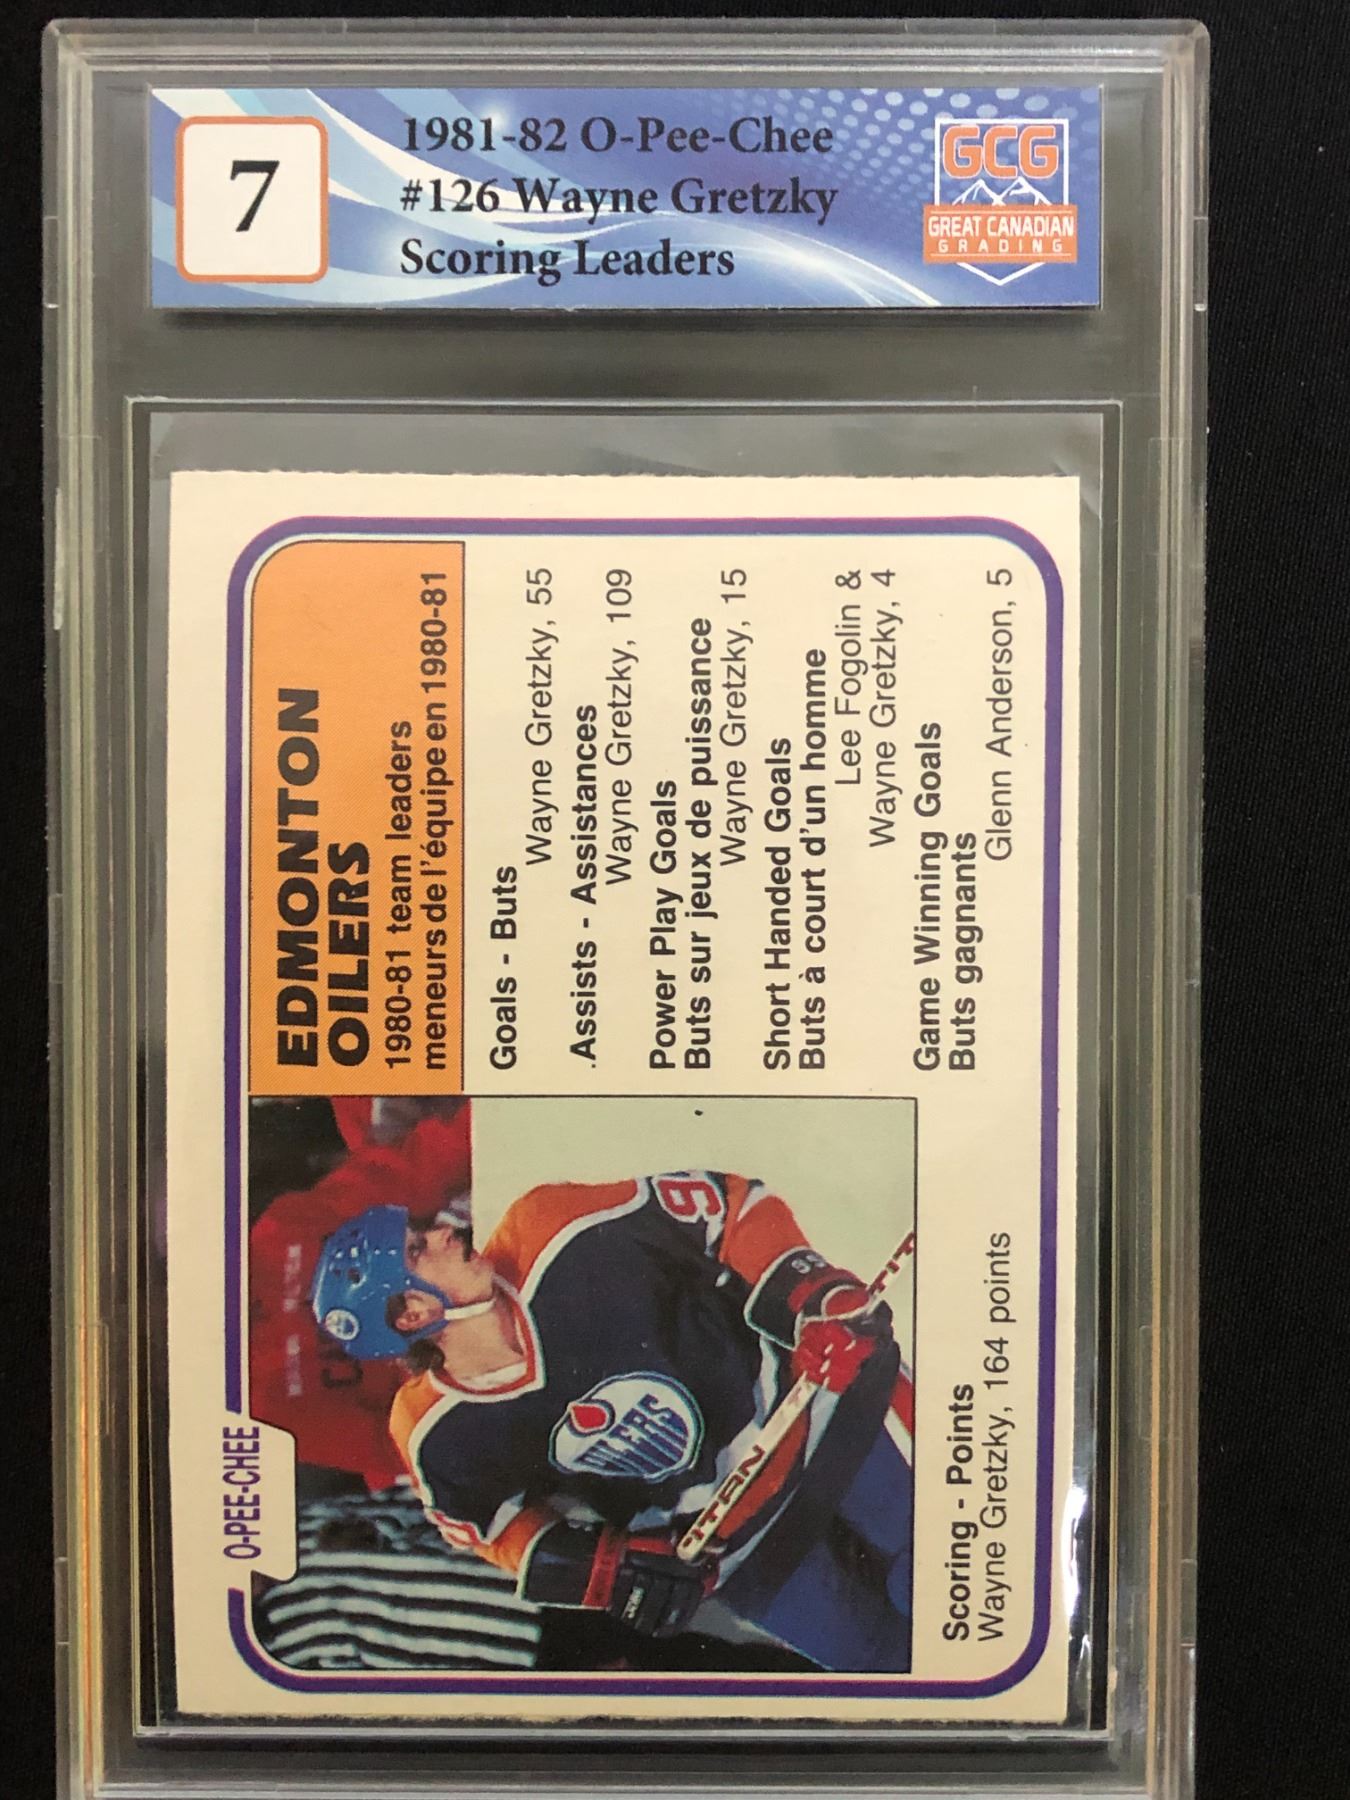 7
1981-82 O-Pee-Chee
#126 Wayne Gretzky
Scoring Leaders
GCG
GREAT CANADIAN
GRADING
O-PEE-CHEE
EDMONTON
OILERS
1980-81 team leaders
meneurs de l'équipe en 1980-81
Goals - Buts
Wayne Gretzky, 55
.Assists - Assistances
Wayne Gretzky, 109
Power Play Goals
Buts sur jeux de puissance
Wayne Gretzky, 15
Short Handed Goals
Buts à court d'un homme
Lee Fogolin &
Wayne Gretzky, 4
Game Winning Goals
Buts gagnants
Glenn Anderson, 5
Scoring - Points
Wayne Gretzky, 164 points
OILERS
TITAN
99